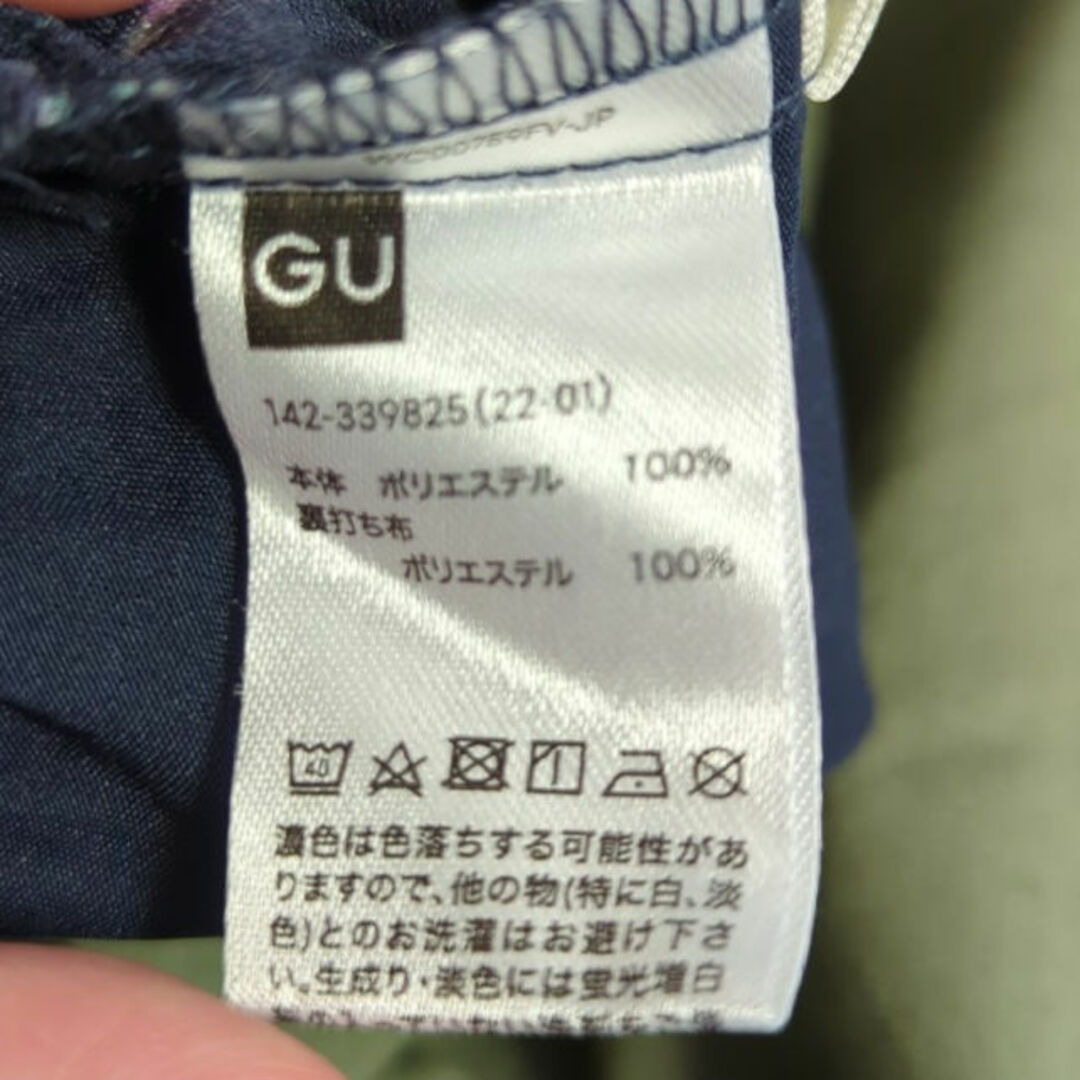 GU
142-339825(22-01)
本体 ポリエステル 100%
裏打ち布
ポリエステル 100%
40
濃色は色落ちする可能性があ
りますので、他の物(特に白、淡
色)とのお洗濯はお避け下さ
い。生成り・淡色には蛍光増白